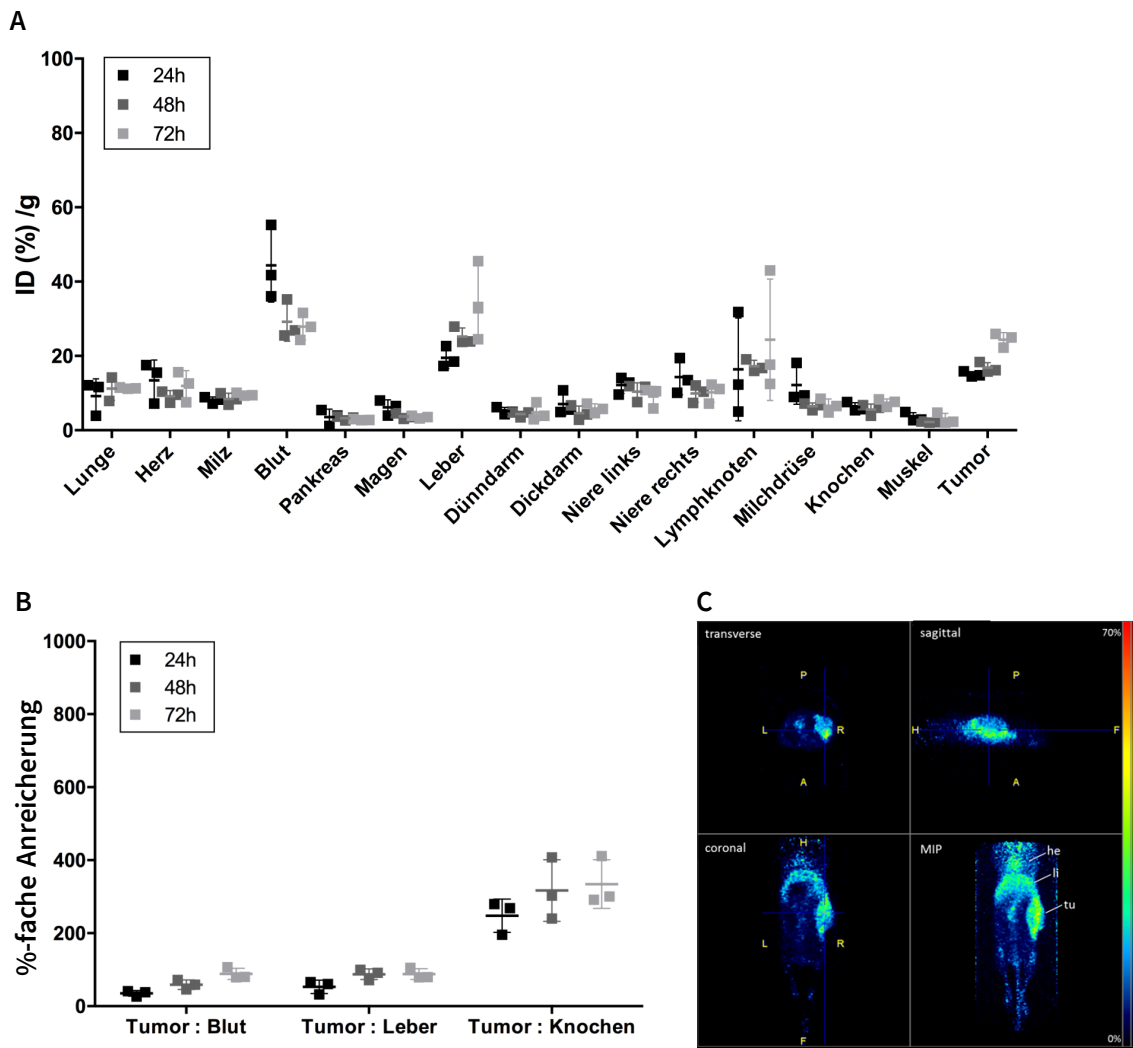 A
ID (%) /g
100
80
60
40
20
0
24h
48h
72h
Lunge
Herz
Milz
Blut
Pankreas
Magen
Leber
Dünndarm
Dickdarm
Niere links
Niere rechts
Lymphknoten
Milchdrüse
Knochen
Muskel
Tumor
B
%-fache Anreicherung
1000
800
600
400
200
0
24h
48h
72h
Tumor : Blut
Tumor : Leber
Tumor : Knochen
C
transverse
P
L
R
A
sagittal
70%
P
H
F
A
coronal
H
L
R
F
MIP
he
li
tu
0%